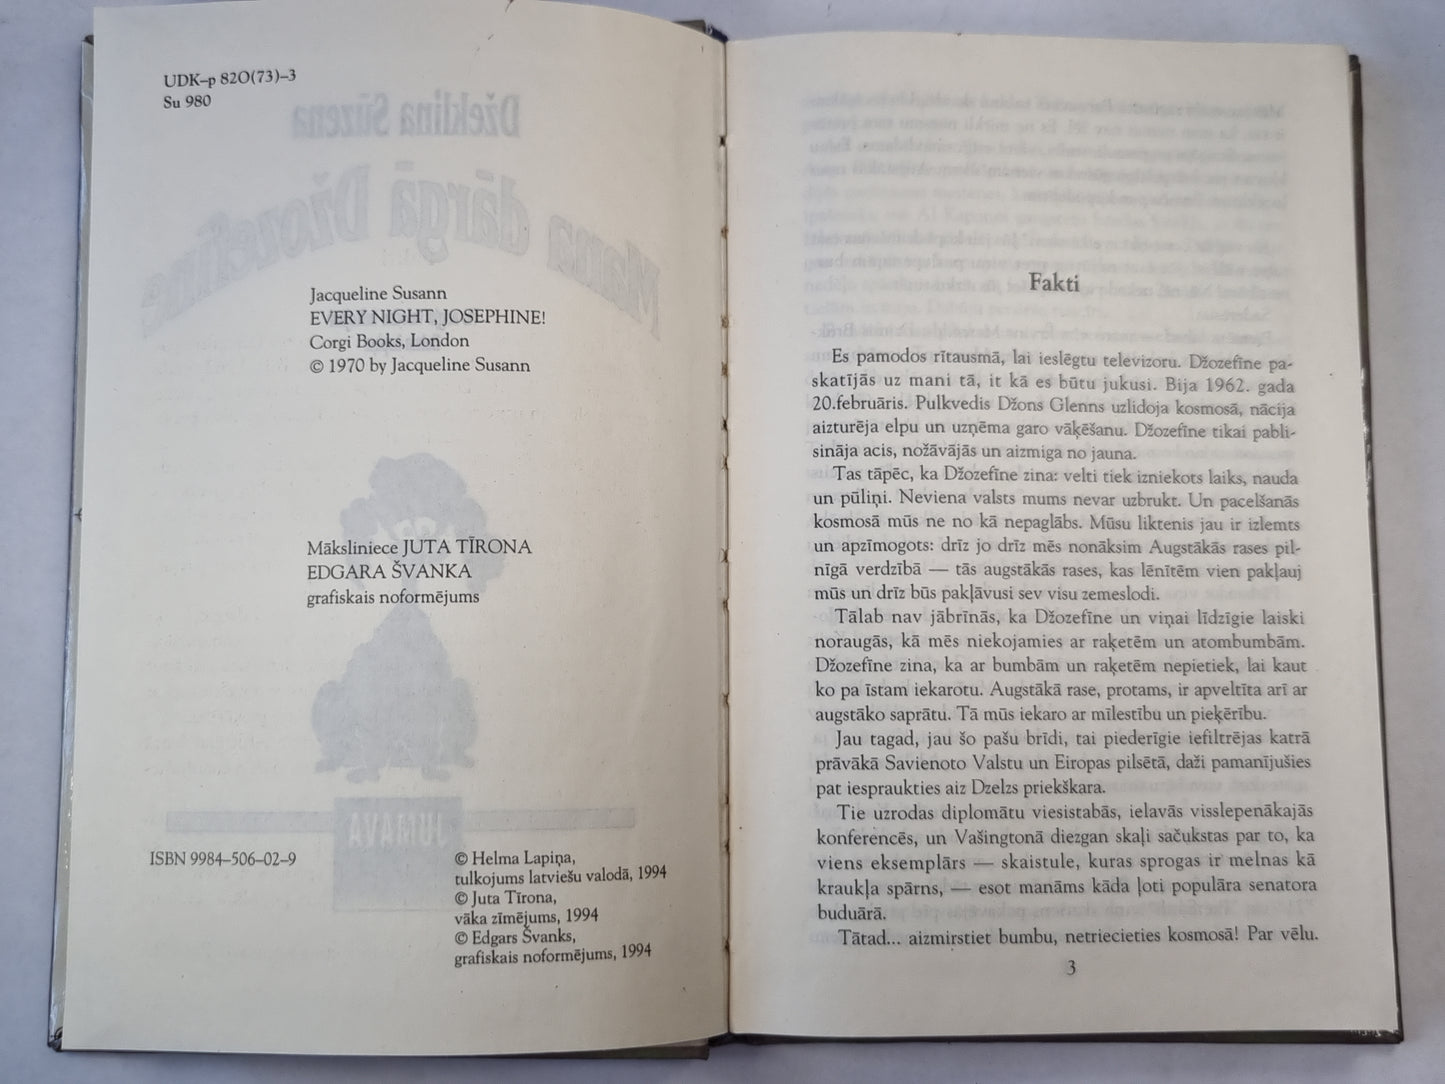 UDK–p 82O(73)–3
Su 980
Džeklina Sūzena
Mana dārgā Džozefīne
Jacqueline Susann
EVERY NIGHT, JOSEPHINE!
Corgi Books, London
© 1970 by Jacqueline Susann
Māksliniece JUTA TĪRONA
EDGARA ŠVANKA
grafiskais noformējums
JUMAVA
ISBN 9984–506–02–9
© Helma Lapiņa,
tulkojums latviešu valodā, 1994
© Juta Tīrona,
vāka zīmējums, 1994
© Edgars Švanks,
grafiskais noformējums, 1994
Fakti
Es pamodos rītausmā, lai ieslēgtu televizoru. Džozefīne pa-
skatījās uz mani tā, it kā es būtu jukusi. Bija 1962. gada
20.februāris. Pulkvedis Džons Glenns uzlidoja kosmosā, nācija
aizturēja elpu un uzņēma garo vāķēšanu. Džozefīne tikai pabli-
sināja acis, nožāvājās un aizmiga no jauna.
Tas tāpēc, ka Džozefīne zina: velti tiek izniekots laiks, nauda
un pūliņi. Neviena valsts mums nevar uzbrukt. Un pacelšanās
kosmosā mūs ne no kā nepaglābs. Mūsu liktenis jau ir izlemts
un apzīmogots: drīz jo drīz mēs nonāksim Augstākās rases pil-
nīgā verdzībā — tās augstākās rases, kas lēnītēm vien pakļauj
mūs un drīz būs pakļāvusi sev visu zemeslodi.
Tālab nav jābrīnās, ka Džozefīne un viņai līdzīgie laiski
noraugās, kā mēs niekojamies ar raķetēm un atombumbām.
Džozefīne zina, ka ar bumbām un raķetēm nepietiek, lai kaut
ko pa īstam iekarotu. Augstākā rase, protams, ir apveltīta arī ar
augstāko saprātu. Tā mūs iekaro ar mīlestību un pieķērību.
Jau tagad, jau šo pašu brīdi, tai piederīgie iefiltrējas katrā
prāvākā Savienoto Valstu un Eiropas pilsētā, daži pamanījušies
pat iespraukties aiz Dzelzs priekškara.
Tie uzrodas diplomātu viesistabās, ielavās visslepenākajās
konferencēs, un Vašingtonā diezgan skaļi sačukstas par to, ka
viens eksemplārs — skaistule, kuras sprogas ir melnas kā
kraukļa spārns, — esot manāms kāda ļoti populāra senatora
buduārā.
Tātad... aizmirstiet bumbu, netriecieties kosmosā! Par vēlu.
3